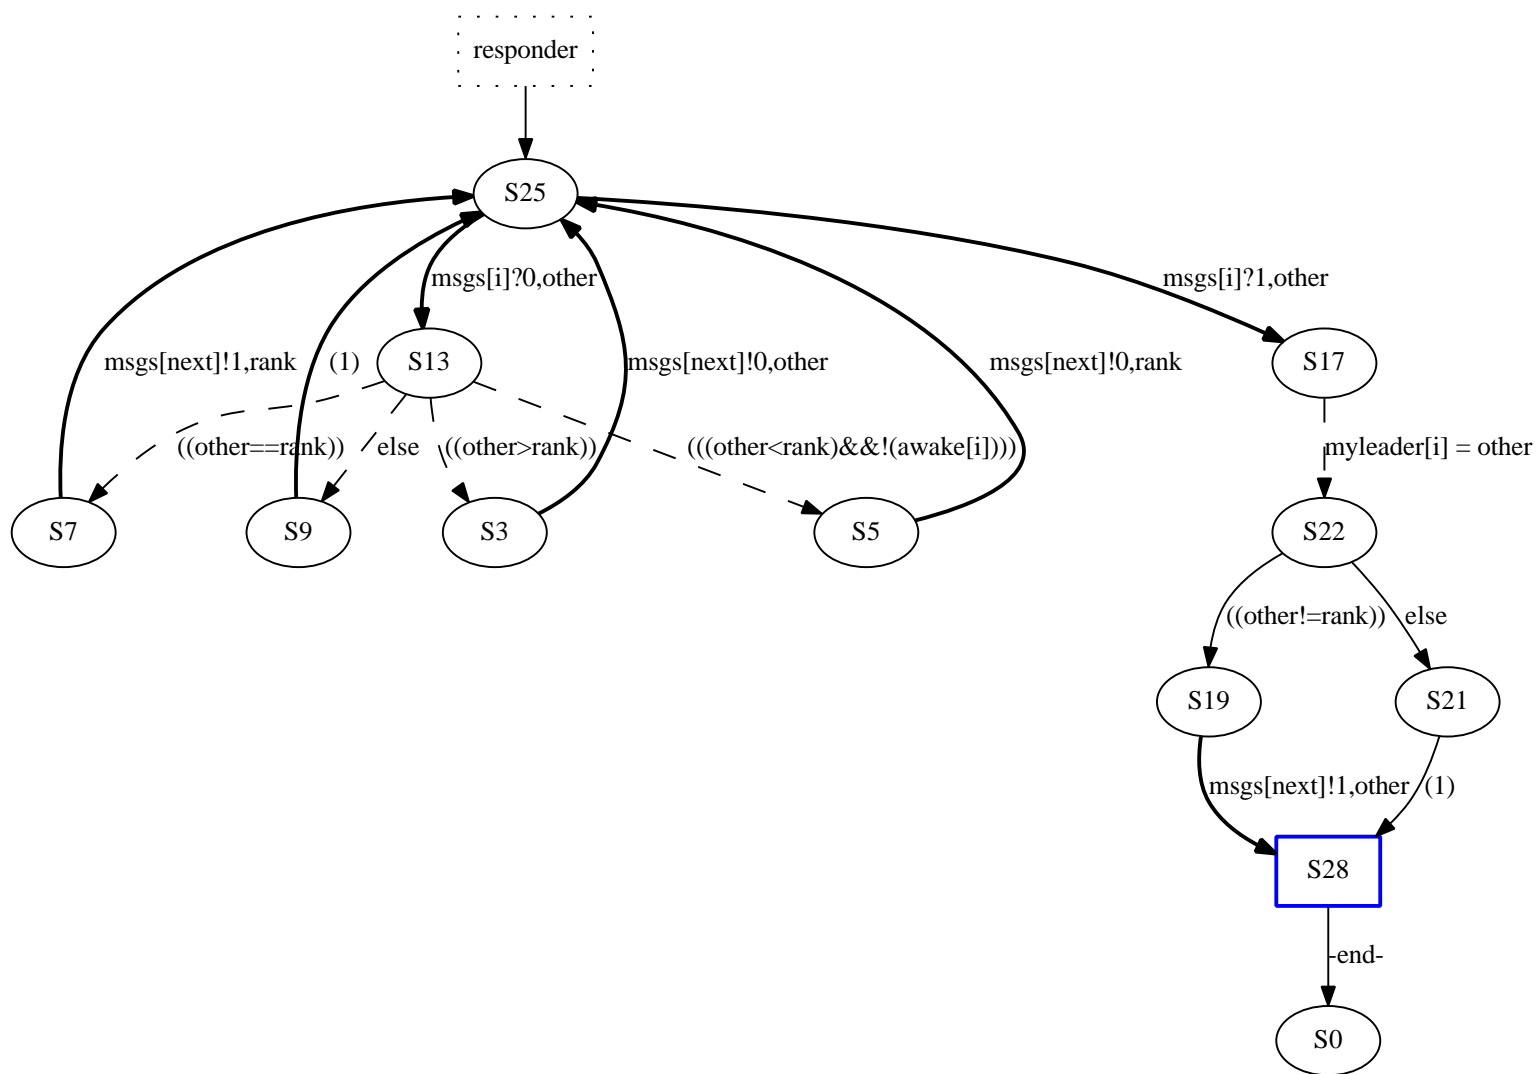 responder
S25
msgs[i]?0,other
msgs[i]?1,other
msgs[next]!1,rank
(1)
S13
msgs[next]!0,other
msgs[next]!0,rank
S17
((other==rank))
else
((other>rank))
(((other<rank)&&!(awake[i])))
myleader[i] = other
S7
S9
S3
S5
S22
((other!=rank))
else
S19
S21
msgs[next]!1,other
(1)
S28
-end-
S0